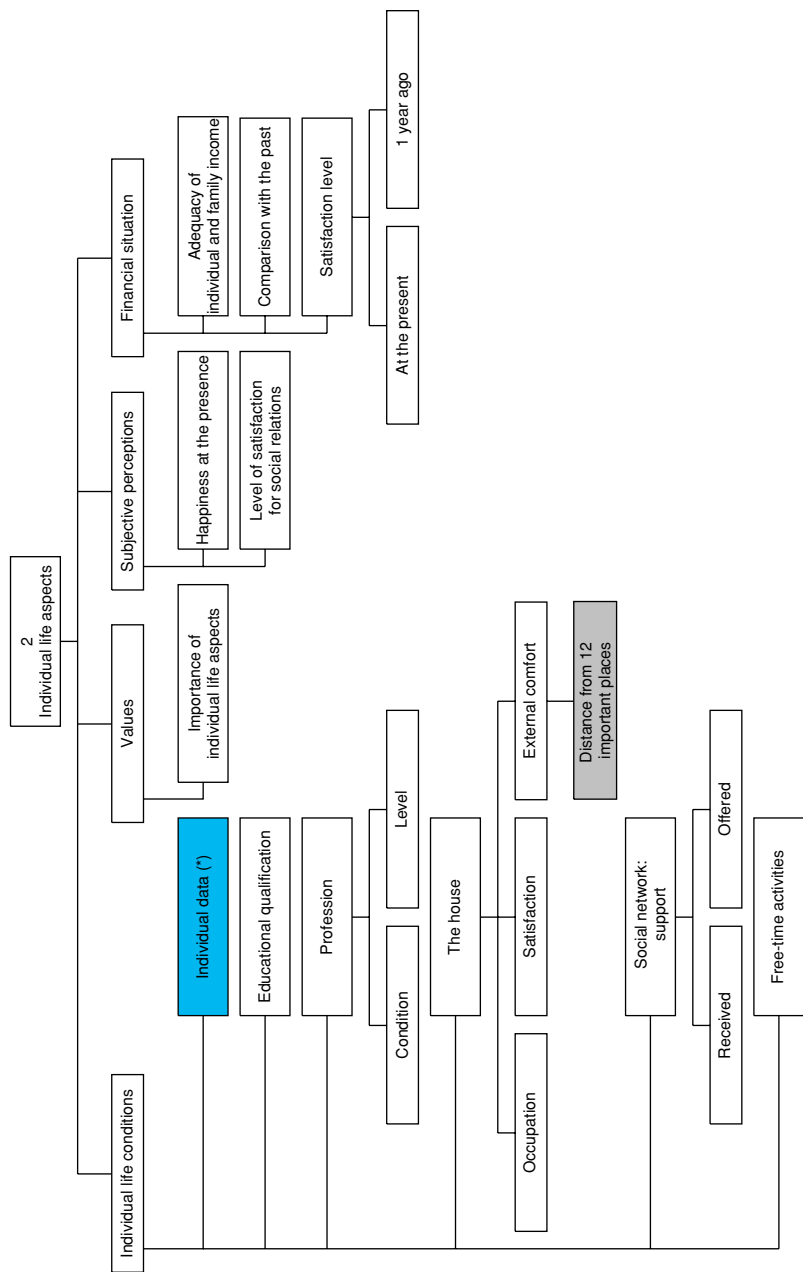 2
Individual life aspects
Individual life conditions
Values
Subjective perceptions
Financial situation
Individual data (*)
Educational qualification
Profession
Condition
Level
The house
Occupation
Satisfaction
External comfort
Distance from 12
important places
Social network:
support
Received
Offered
Free-time activities
Importance of
individual life aspects
Happiness at the presence
Level of satisfaction
for social relations
Adequacy of
individual and family income
Comparison with the past
Satisfaction level
At the present
1 year ago